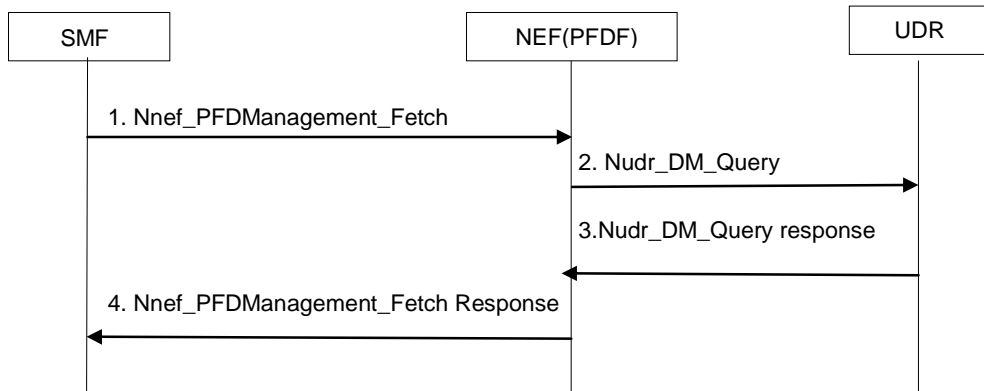 SMF
NEF(PFDF)
UDR
1. Nnef_PFDManagement_Fetch
2. Nudr_DM_Query
3.Nudr_DM_Query response
4. Nnef_PFDManagement_Fetch Response